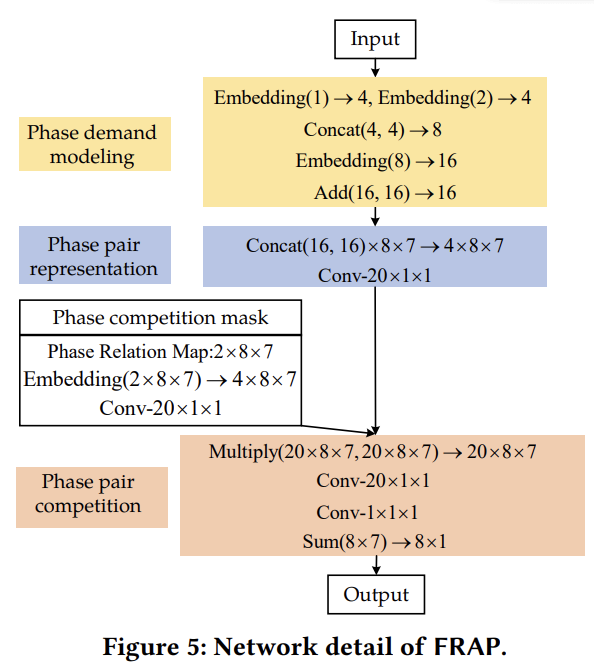 Input
Phase demand
modeling
Embedding(1) → 4, Embedding(2) → 4
Concat(4, 4) → 8
Embedding(8) → 16
Add(16, 16) → 16
Phase pair
representation
Concat(16, 16)×8×7 → 4×8×7
Conv-20×1×1
Phase competition mask
Phase Relation Map:2×8×7
Embedding(2×8×7) → 4×8×7
Conv-20×1×1
Phase pair
competition
Multiply(20×8×7,20×8×7) → 20×8×7
Conv-20×1×1
Conv-1×1×1
Sum(8×7) → 8×1
Output
Figure 5: Network detail of FRAP.